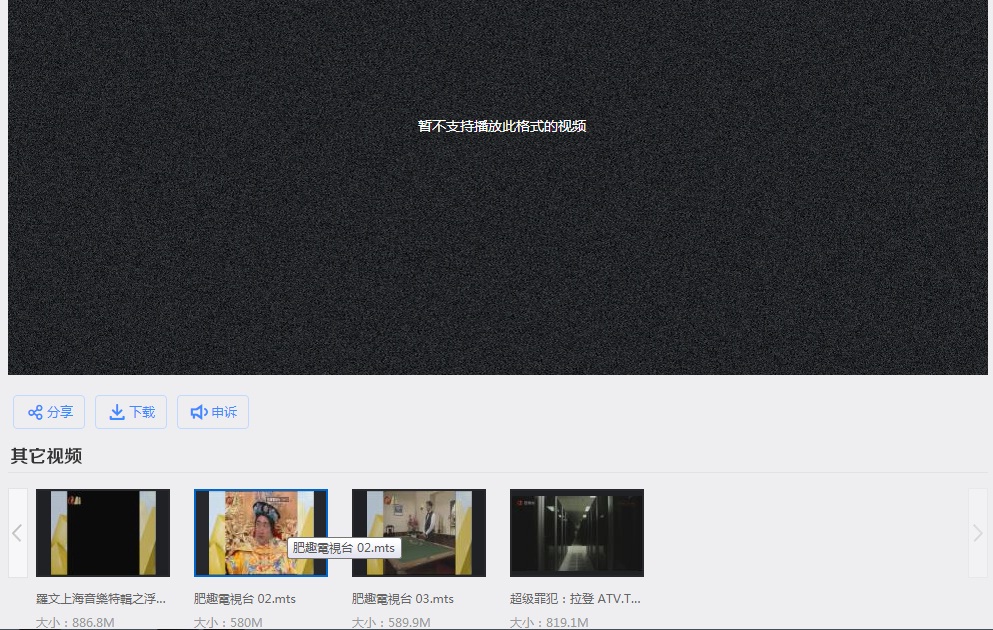 暂不支持播放此格式的视频
分享 下载 申诉
其它视频
肥趣電視台 02.mts
羅文上海音樂特輯之浮... 肥趣電視台 02.mts 肥趣電視台 03.mts 超级罪犯：拉登 ATV.T...
大小：886.8M 大小：580M 大小：589.9M 大小：819.1M